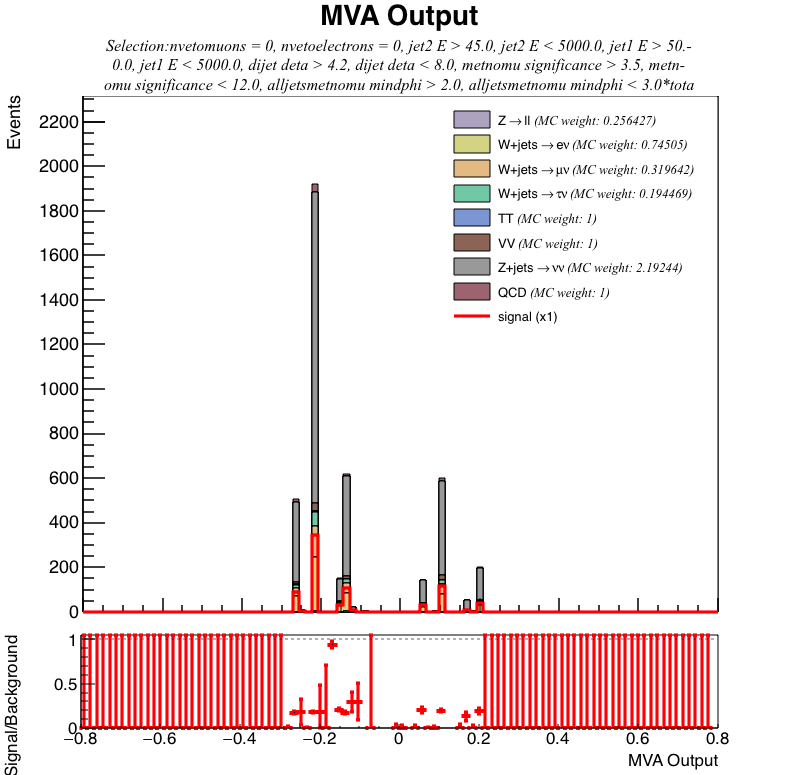 MVA Output
Selection:nvetomuons = 0, nvetoelectrons = 0, jet2 E > 45.0, jet2 E < 5000.0, jet1 E > 50.-
0.0, jet1 E < 5000.0, dijet deta > 4.2, dijet deta < 8.0, metnomu significance > 3.5, metn-
omu significance < 12.0, alljetsmetnomu mindphi > 2.0, alljetsmetnomu mindphi < 3.0*tota
Events
2200
2000
1800
1600
1400
1200
1000
800
600
400
200
0
Z→ll (MC weight: 0.256427)
W+jets→eν (MC weight: 0.74505)
W+jets→μν (MC weight: 0.319642)
W+jets→τν (MC weight: 0.194469)
TT (MC weight: 1)
VV (MC weight: 1)
Z+jets→νν (MC weight: 2.19244)
QCD (MC weight: 1)
signal (x1)
Signal/Background
1
0.5
0
−0.8 −0.6 −0.4 −0.2 0 0.2 0.4 0.6 0.8
MVA Output